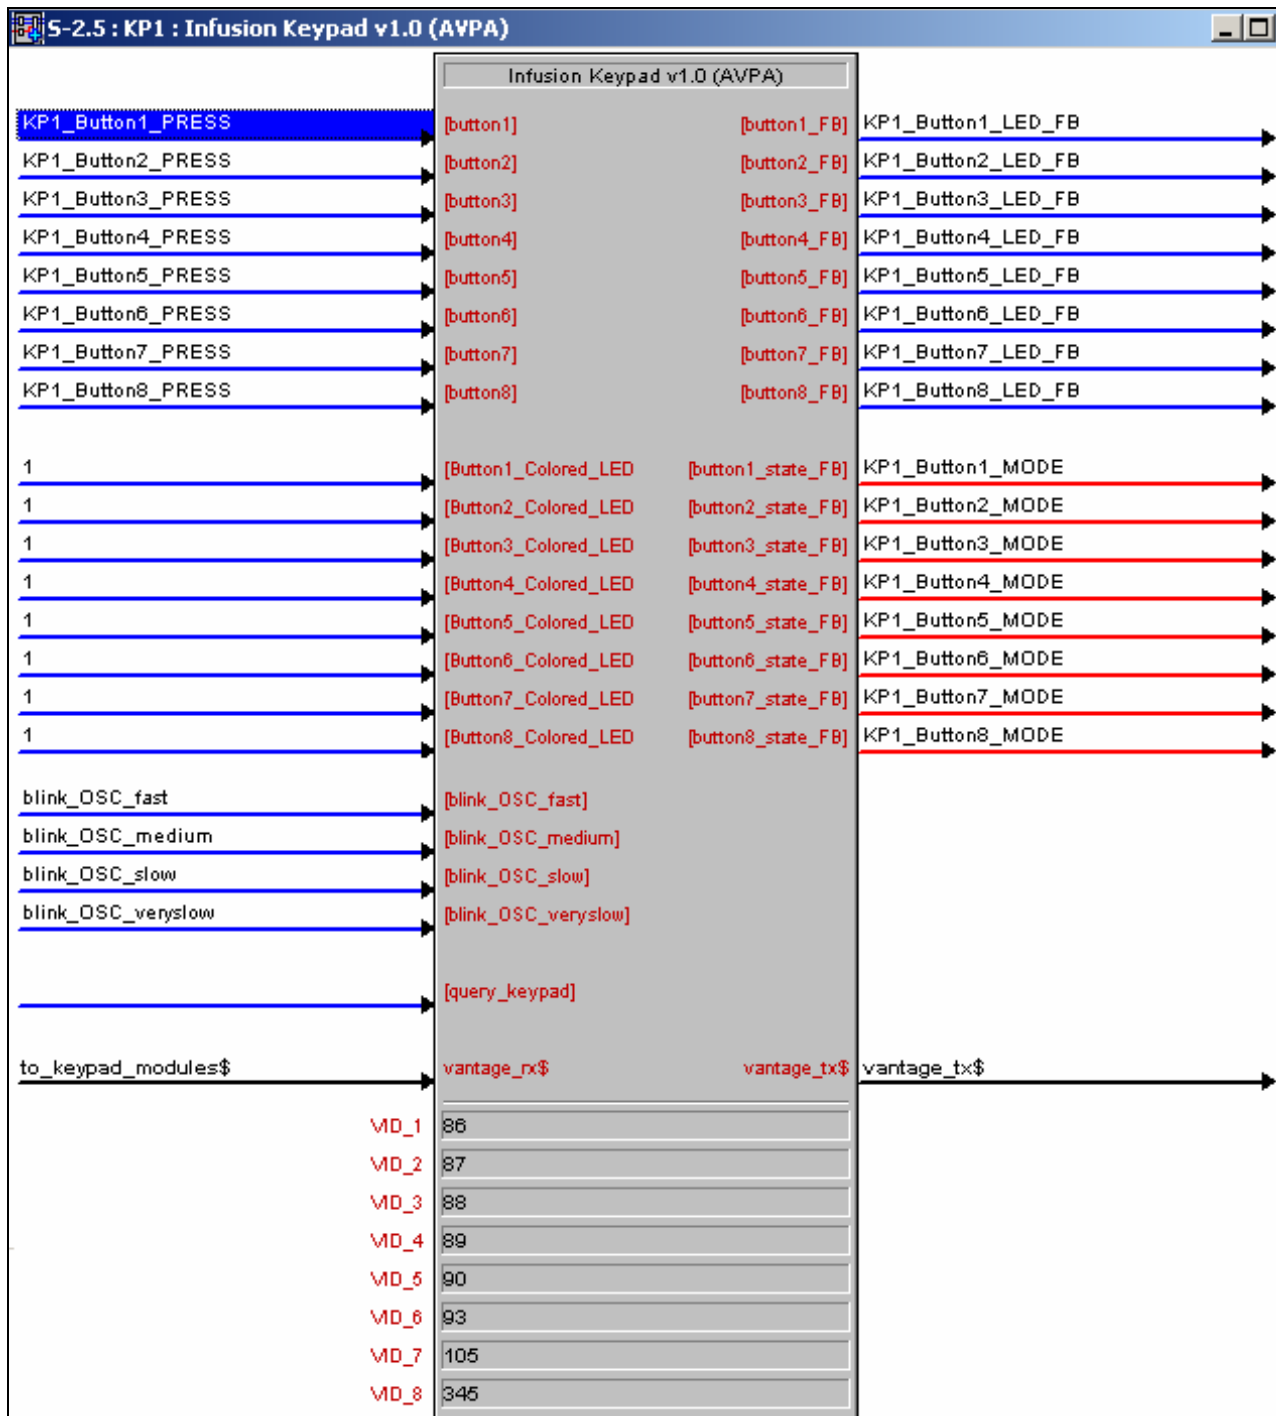 S-2.5 : KP1 : Infusion Keypad v1.0 (AVPA)
Infusion Keypad v1.0 (AVPA)
KP1_Button1_PRESS [button1] [button1_FB] KP1_Button1_LED_FB
KP1_Button2_PRESS [button2] [button2_FB] KP1_Button2_LED_FB
KP1_Button3_PRESS [button3] [button3_FB] KP1_Button3_LED_FB
KP1_Button4_PRESS [button4] [button4_FB] KP1_Button4_LED_FB
KP1_Button5_PRESS [button5] [button5_FB] KP1_Button5_LED_FB
KP1_Button6_PRESS [button6] [button6_FB] KP1_Button6_LED_FB
KP1_Button7_PRESS [button7] [button7_FB] KP1_Button7_LED_FB
KP1_Button8_PRESS [button8] [button8_FB] KP1_Button8_LED_FB
1 [Button1_Colored_LED [button1_state_FB] KP1_Button1_MODE
1 [Button2_Colored_LED [button2_state_FB] KP1_Button2_MODE
1 [Button3_Colored_LED [button3_state_FB] KP1_Button3_MODE
1 [Button4_Colored_LED [button4_state_FB] KP1_Button4_MODE
1 [Button5_Colored_LED [button5_state_FB] KP1_Button5_MODE
1 [Button6_Colored_LED [button6_state_FB] KP1_Button6_MODE
1 [Button7_Colored_LED [button7_state_FB] KP1_Button7_MODE
1 [Button8_Colored_LED [button8_state_FB] KP1_Button8_MODE
blink_OSC_fast [blink_OSC_fast]
blink_OSC_medium [blink_OSC_medium]
blink_OSC_slow [blink_OSC_slow]
blink_OSC_veryslow [blink_OSC_veryslow]
[query_keypad]
to_keypad_modules$ vantage_rx$ vantage_tx$ vantage_tx$
VID_1 86
VID_2 87
VID_3 88
VID_4 89
VID_5 90
VID_6 93
VID_7 105
VID_8 345